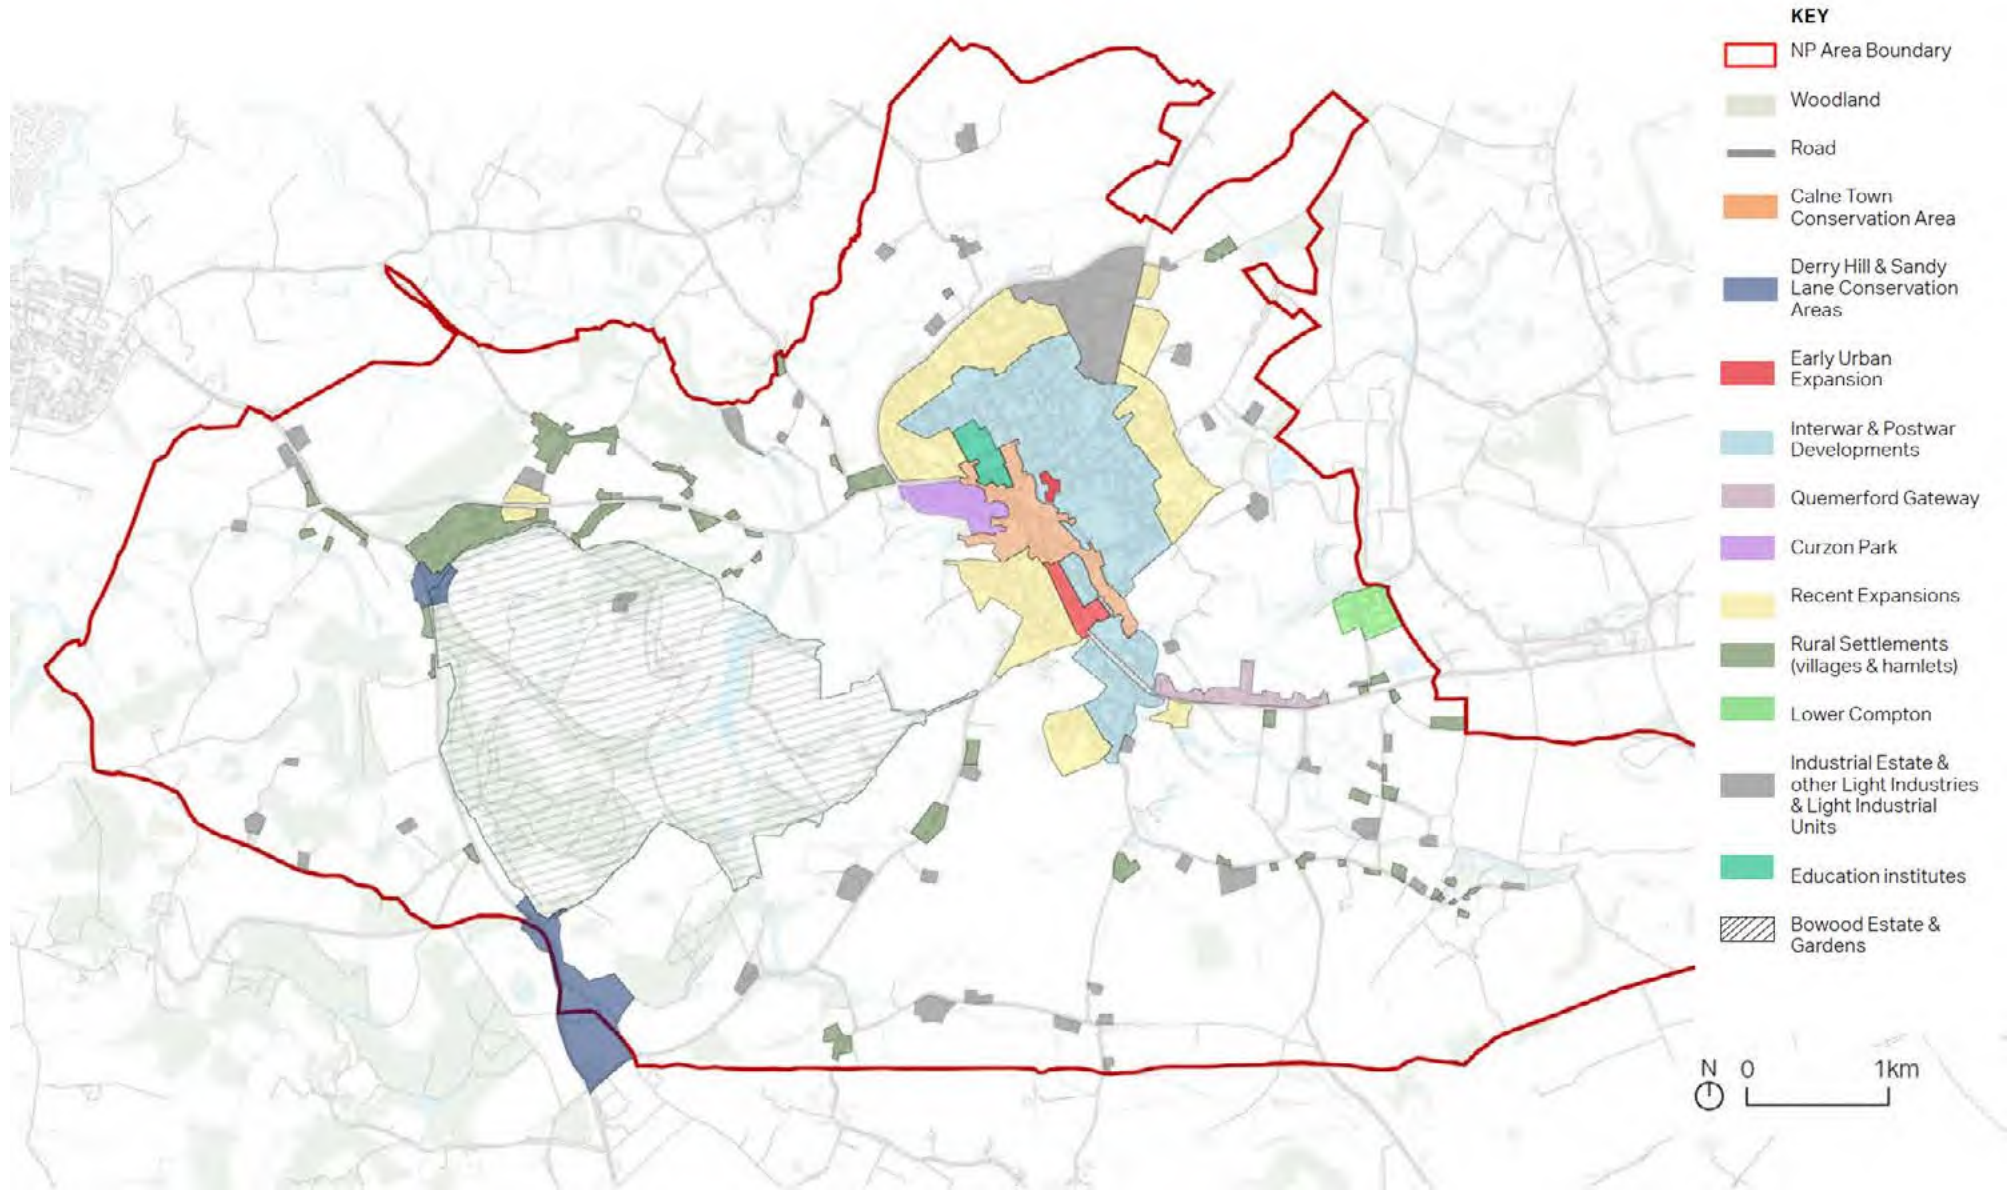 KEY
NP Area Boundary
Woodland
Road
Calne Town
Conservation Area
Derry Hill & Sandy
Lane Conservation
Areas
Early Urban
Expansion
Interwar & Postwar
Developments
Quemerford Gateway
Curzon Park
Recent Expansions
Rural Settlements
(villages & hamlets)
Lower Compton
Industrial Estate &
other Light Industries
& Light Industrial
Units
Education institutes
Bowood Estate &
Gardens
N 0 1km